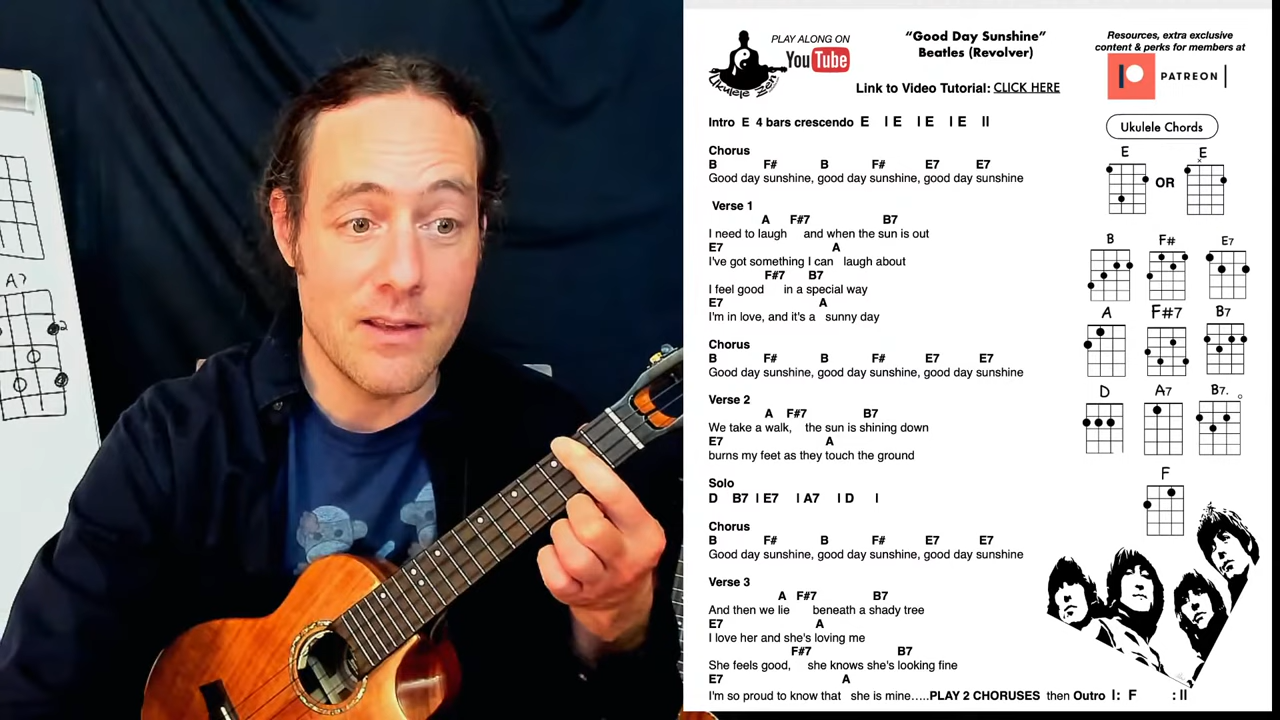 A7
PLAY ALONG ON
YouTube
Ukulele Zen
"Good Day Sunshine"
Beatles (Revolver)
Link to Video Tutorial: CLICK HERE
Resources, extra exclusive
content & perks for members at
PATREON
Intro E 4 bars crescendo E I E I E I E II
Chorus
B F# B F# E7 E7
Good day sunshine, good day sunshine, good day sunshine
Verse 1
A F#7 B7
I need to laugh and when the sun is out
E7 A
I've got something I can laugh about
F#7 B7
I feel good in a special way
E7 A
I'm in love, and it's a sunny day
Chorus
B F# B F# E7 E7
Good day sunshine, good day sunshine, good day sunshine
Verse 2
A F#7 B7
We take a walk, the sun is shining down
E7 A
burns my feet as they touch the ground
Solo
D B7 I E7 I A7 I D I
Chorus
B F# B F# E7 E7
Good day sunshine, good day sunshine, good day sunshine
Verse 3
A F#7 B7
And then we lie beneath a shady tree
E7 A
I love her and she's loving me
F#7 B7
She feels good, she knows she's looking fine
E7 A
I'm so proud to know that she is mine.....PLAY 2 CHORUSES then Outro I: F : II
Ukulele Chords
E OR E
x
B F# E7
A F#7 B7
D A7 B7.
F